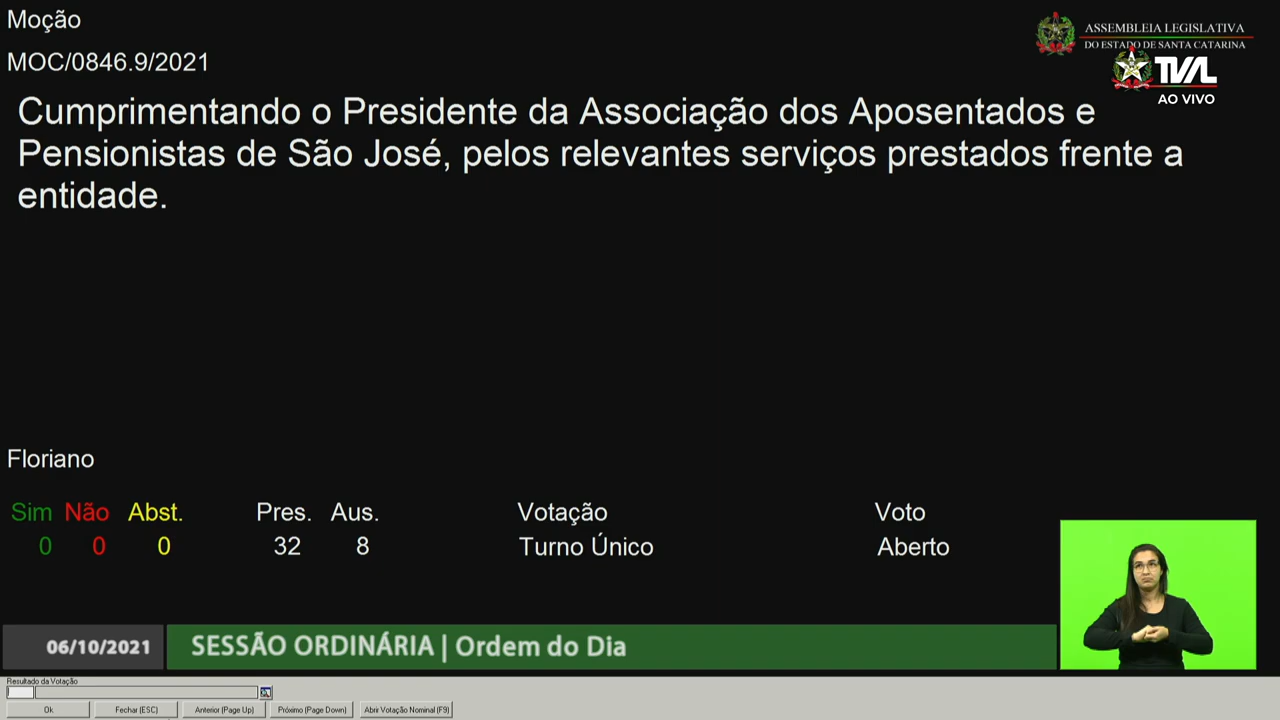 Moção
ASSEMBLEIA LEGISLATIVA
DO ESTADO DE SANTA CATARINA
MOC/0846.9/2021
TVAL
AO VIVO
Cumprimentando o Presidente da Associação dos Aposentados e
Pensionistas de São José, pelos relevantes serviços prestados frente a
entidade.
Floriano
Sim Não Abst. Pres. Aus. Votação Voto
0 0 0 32 8 Turno Único Aberto
06/10/2021 SESSÃO ORDINÁRIA | Ordem do Dia
Resultado da Votação
Ok Fechar (ESC) Anterior (Page Up) Próximo (Page Down) Abrir Votação Nominal (F9)